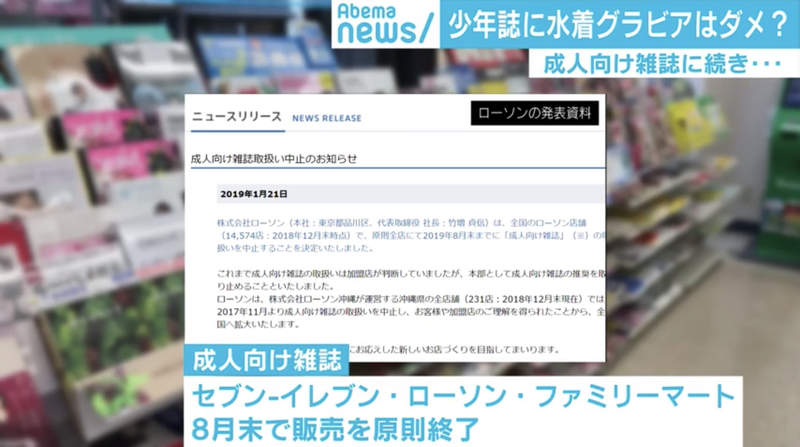 Abema
news/
少年誌に水着グラビアはダメ？
成人向け雑誌に続き･･･
ニュースリリース NEWS RELEASE
ローソンの発表資料
成人向け雑誌取扱い中止のお知らせ
2019年1月21日
株式会社ローソン（本社：東京都品川区、代表取締役 社長：竹増 貞信）は、全国のローソン店舗
（14,574店：2018年12月末時点）で、原則全店にて2019年8月末までに「成人向け雑誌」（※）の取
扱いを中止することを決定いたしました。
これまで成人向け雑誌の取扱いは加盟店が判断していましたが、本部として成人向け雑誌の推奨を取
り止めることといたしました。
ローソンは、株式会社ローソン沖縄が運営する沖縄県の全店舗（231店：2018年12月末現在）では
2017年11月より成人向け雑誌の取扱いを中止し、お客様や加盟店のご理解を得られたことから、全
国へ拡大いたします。
にお応えした新しいお店づくりを目指してまいります。
成人向け雑誌
セブン-イレブン・ローソン・ファミリーマート
8月末で販売を原則終了